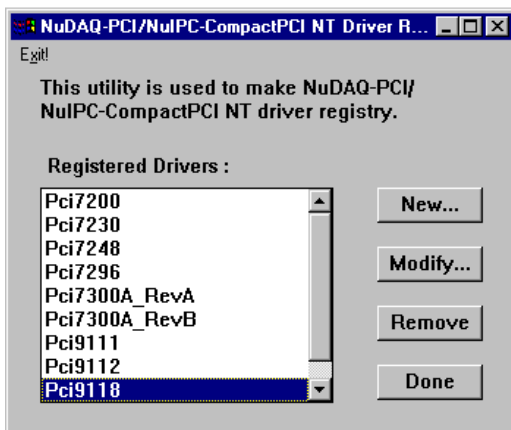 NuDAQ-PCI/NuIPC-CompactPCI NT Driver R...
Exit!
This utility is used to make NuDAQ-PCI/
NuIPC-CompactPCI NT driver registry.
Registered Drivers :
Pci7200
Pci7230
Pci7248
Pci7296
Pci7300A_RevA
Pci7300A_RevB
Pci9111
Pci9112
Pci9118
New...
Modify...
Remove
Done